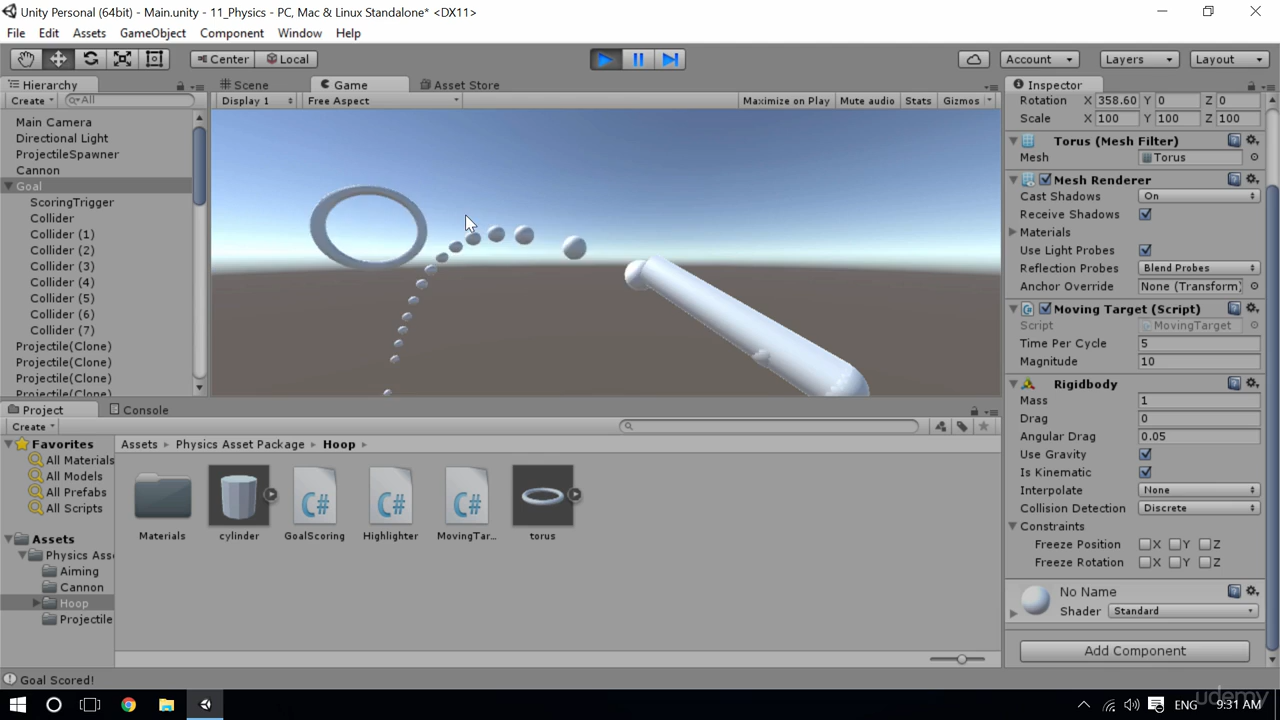 Unity Personal (64bit) - Main.unity - 11_Physics - PC, Mac & Linux Standalone* <DX11>
File Edit Assets GameObject Component Window Help
Center Local Account Layers Layout
Hierarchy Scene Game Asset Store Inspector
Create All Display 1 Free Aspect Maximize on Play Mute audio Stats Gizmos
Rotation X 358.60 Y 0 Z 0
Scale X 100 Y 100 Z 100
Main Camera
Directional Light
ProjectileSpawner
Cannon
Goal
ScoringTrigger
Collider
Collider (1)
Collider (2)
Collider (3)
Collider (4)
Collider (5)
Collider (6)
Collider (7)
Projectile(Clone)
Projectile(Clone)
Projectile(Clone)
Projectile(Clone)
Torus (Mesh Filter)
Mesh Torus
Mesh Renderer
Cast Shadows On
Receive Shadows
Materials
Use Light Probes
Reflection Probes Blend Probes
Anchor Override None (Transform)
Moving Target (Script)
Script MovingTarget
Time Per Cycle 5
Magnitude 10
Rigidbody
Mass 1
Drag 0
Angular Drag 0.05
Use Gravity
Is Kinematic
Interpolate None
Collision Detection Discrete
Constraints
Freeze Position X Y Z
Freeze Rotation X Y Z
No Name
Shader Standard
Add Component
Project Console
Create
Favorites
All Materials
All Models
All Prefabs
All Scripts
Assets
Physics Ass
Aiming
Cannon
Hoop
Projectile
Assets Physics Asset Package Hoop
Materials cylinder GoalScoring Highlighter MovingTar... torus
Goal Scored!
udemy
ENG 9:31 AM